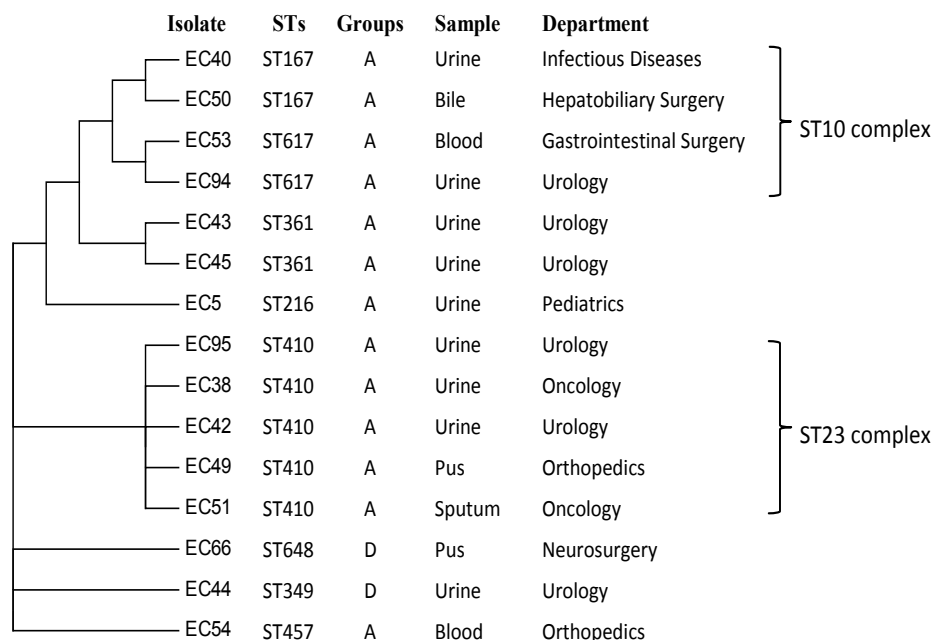 Isolate STs Groups Sample Department
EC40 ST167 A Urine Infectious Diseases
EC50 ST167 A Bile Hepatobiliary Surgery
ST10 complex
EC53 ST617 A Blood Gastrointestinal Surgery
EC94 ST617 A Urine Urology
EC43 ST361 A Urine Urology
EC45 ST361 A Urine Urology
EC5 ST216 A Urine Pediatrics
EC95 ST410 A Urine Urology
EC38 ST410 A Urine Oncology
EC42 ST410 A Urine Urology
ST23 complex
EC49 ST410 A Pus Orthopedics
EC51 ST410 A Sputum Oncology
EC66 ST648 D Pus Neurosurgery
EC44 ST349 D Urine Urology
EC54 ST457 A Blood Orthopedics